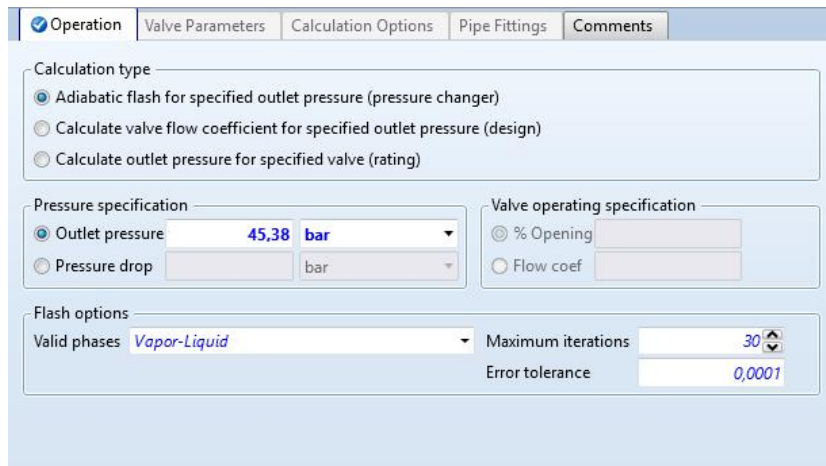 Operation Valve Parameters Calculation Options Pipe Fittings Comments
Calculation type
Adiabatic flash for specified outlet pressure (pressure changer)
Calculate valve flow coefficient for specified outlet pressure (design)
Calculate outlet pressure for specified valve (rating)
Pressure specification
Outlet pressure 45,38 bar
Pressure drop bar
Valve operating specification
% Opening
Flow coef
Flash options
Valid phases Vapor-Liquid Maximum iterations 30
Error tolerance 0,0001